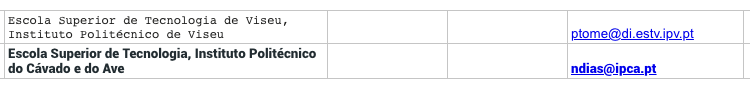 Escola Superior de Tecnologia de Viseu,
Instituto Politécnico de Viseu
ptome@di.estv.ipv.pt
Escola Superior de Tecnologia, Instituto Politécnico
do Cávado e do Ave
ndias@ipca.pt